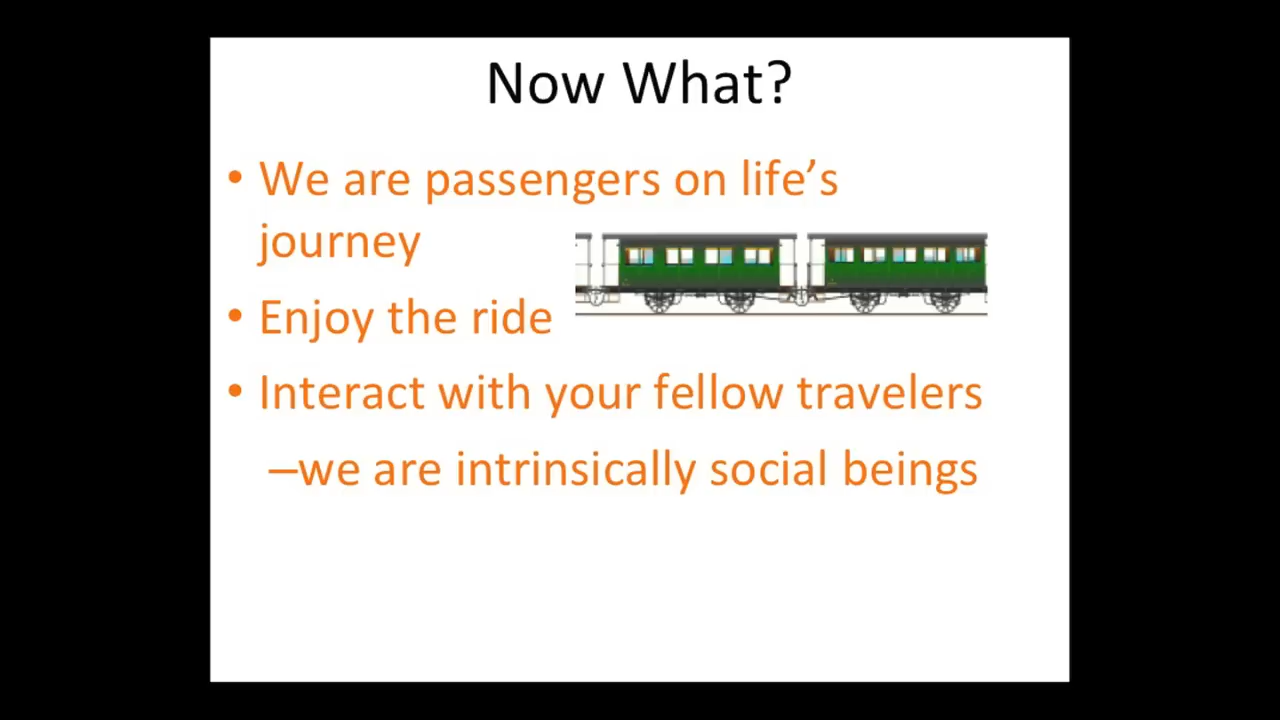 Now What?
• We are passengers on life’s
journey
• Enjoy the ride
• Interact with your fellow travelers
–we are intrinsically social beings